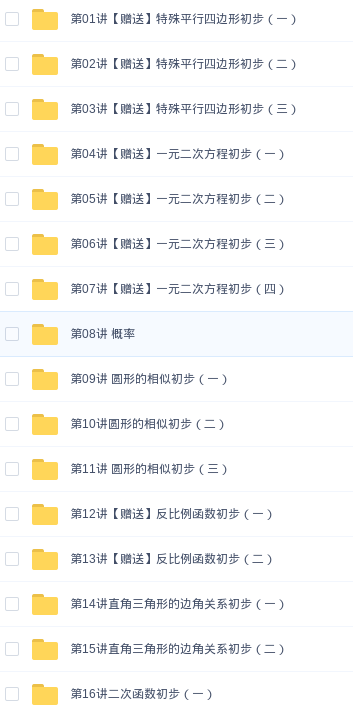 第01讲【赠送】特殊平行四边形初步（一）
第02讲【赠送】特殊平行四边形初步（二）
第03讲【赠送】特殊平行四边形初步（三）
第04讲【赠送】一元二次方程初步（一）
第05讲【赠送】一元二次方程初步（二）
第06讲【赠送】一元二次方程初步（三）
第07讲【赠送】一元二次方程初步（四）
第08讲 概率
第09讲 圆形的相似初步（一）
第10讲圆形的相似初步（二）
第11讲 圆形的相似初步（三）
第12讲【赠送】反比例函数初步（一）
第13讲【赠送】反比例函数初步（二）
第14讲直角三角形的边角关系初步（一）
第15讲直角三角形的边角关系初步（二）
第16讲二次函数初步（一）